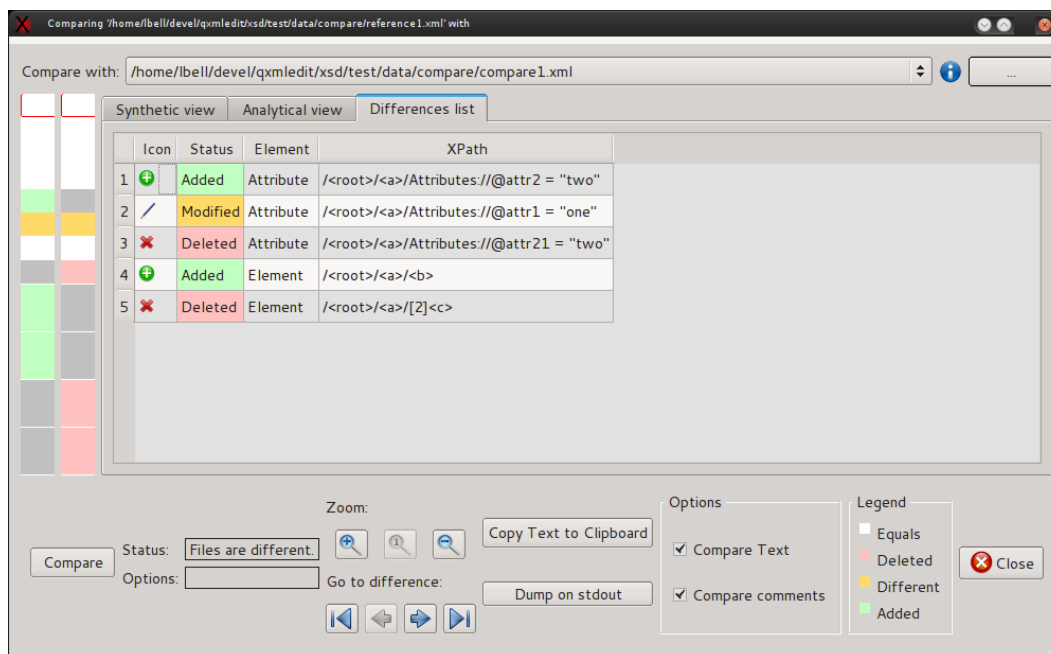 Comparing '/home/lbell/devel/qxmledit/xsd/test/data/compare/reference1.xml' with
Compare with: /home/lbell/devel/qxmledit/xsd/test/data/compare/compare1.xml ...
Synthetic view Analytical view Differences list
Icon Status Element XPath
1 Added Attribute /<root>/<a>/Attributes://@attr2 = "two"
2 Modified Attribute /<root>/<a>/Attributes://@attr1 = "one"
3 Deleted Attribute /<root>/<a>/Attributes://@attr21 = "two"
4 Added Element /<root>/<a>/<b>
5 Deleted Element /<root>/<a>/[2]<c>
Compare
Status: Files are different.
Options:
Zoom:
Go to difference:
Copy Text to Clipboard
Dump on stdout
Options
Compare Text
Compare comments
Legend
Equals
Deleted
Different
Added
Close